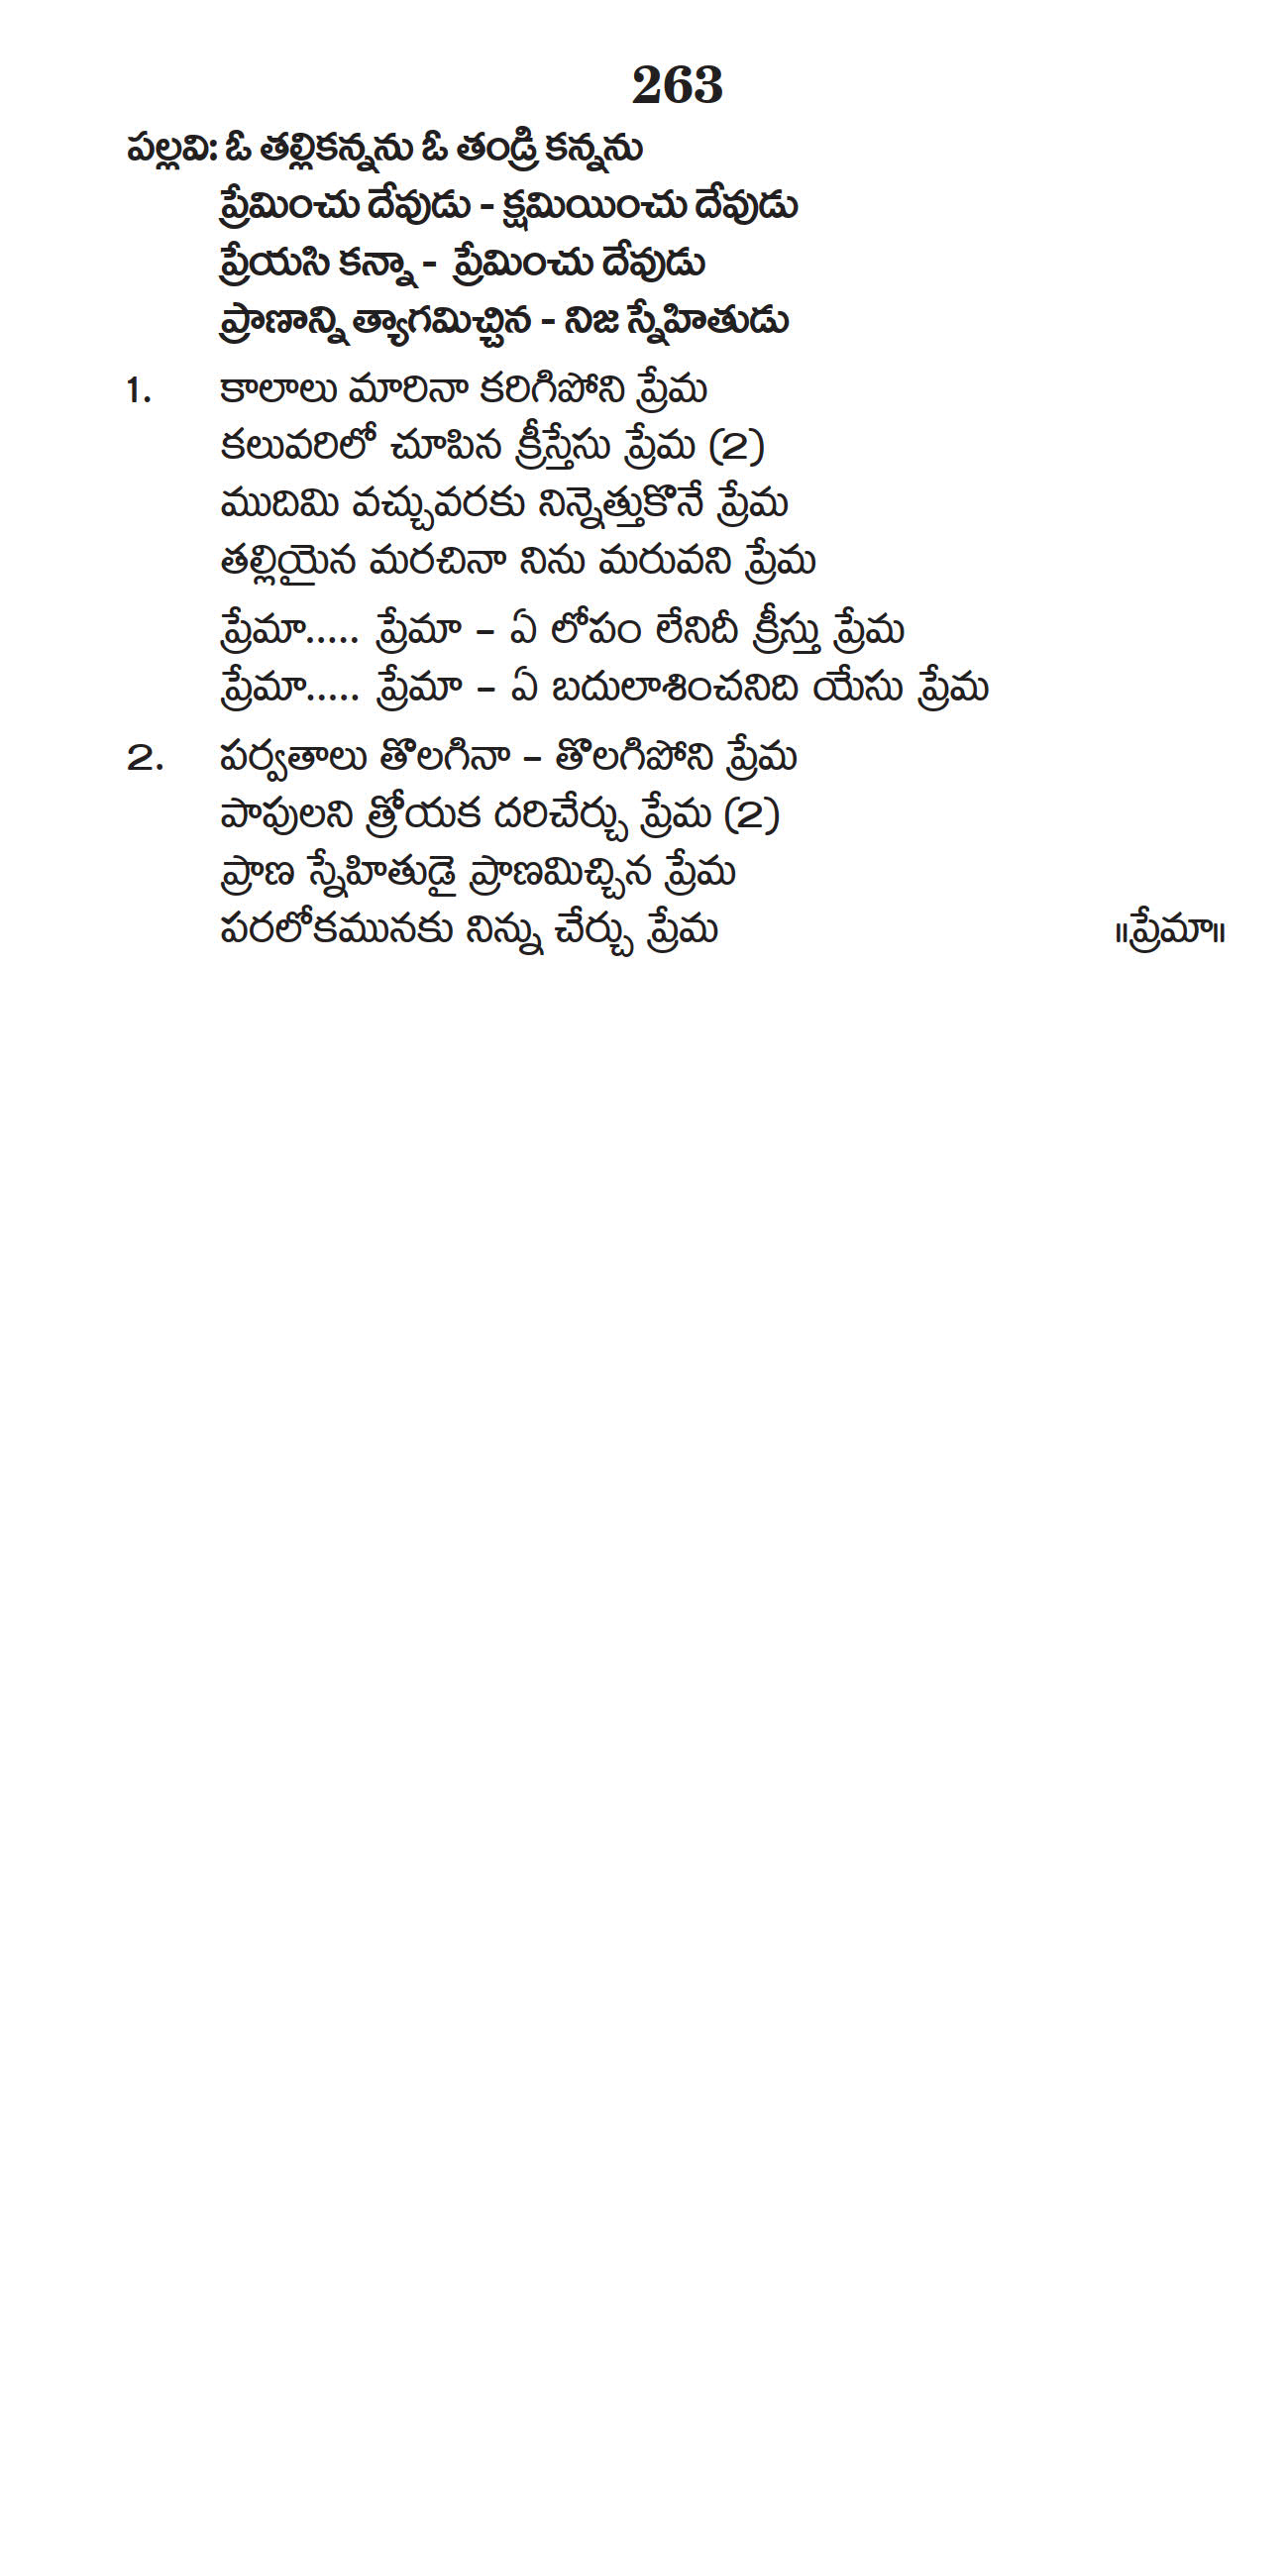 263
పల్లవి: ఓ తల్లికన్నను ఓ తండ్రి కన్నను
ప్రేమించు దేవుడు - క్షమియించు దేవుడు
ప్రేయసి కన్నా - ప్రేమించు దేవుడు
ప్రాణాన్ని త్యాగమిచ్చిన - నిజ స్నేహితుడు
1. కాలాలు మారినా కరిగిపోని ప్రేమ
కలువరిలో చూపిన క్రీస్తేసు ప్రేమ (2)
ముదిమి వచ్చువరకు నిన్నెత్తుకొనే ప్రేమ
తల్లియైన మరచినా నిను మరువని ప్రేమ
ప్రేమా..... ప్రేమా – ఏ లోపం లేనిదీ క్రీస్తు ప్రేమ
ప్రేమా..... ప్రేమా – ఏ బదులాశించనిది యేసు ప్రేమ
2. పర్వతాలు తొలగినా – తొలగిపోని ప్రేమ
పాపులని త్రోయక దరిచేర్చు ప్రేమ (2)
ప్రాణ స్నేహితుడై ప్రాణమిచ్చిన ప్రేమ
పరలోకమునకు నిన్ను చేర్చు ప్రేమ ॥ప్రేమా॥